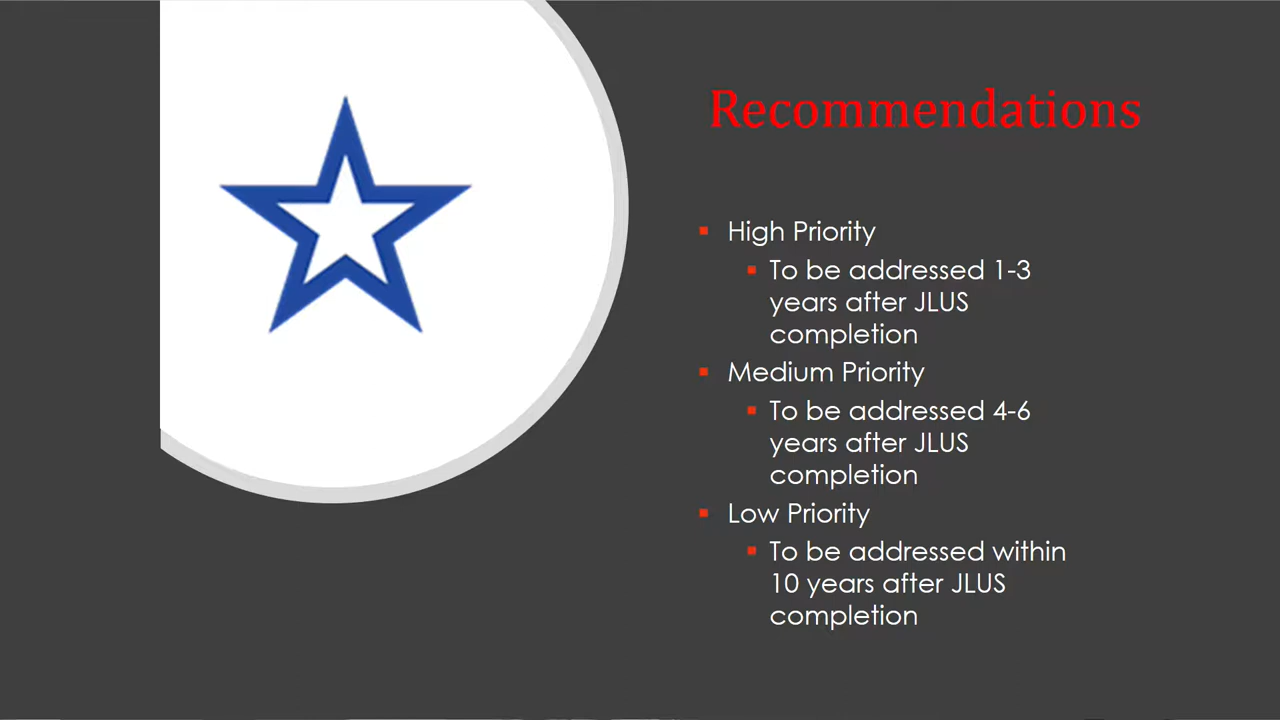 Recommendations
▪ High Priority
▪ To be addressed 1-3
years after JLUS
completion
▪ Medium Priority
▪ To be addressed 4-6
years after JLUS
completion
▪ Low Priority
▪ To be addressed within
10 years after JLUS
completion